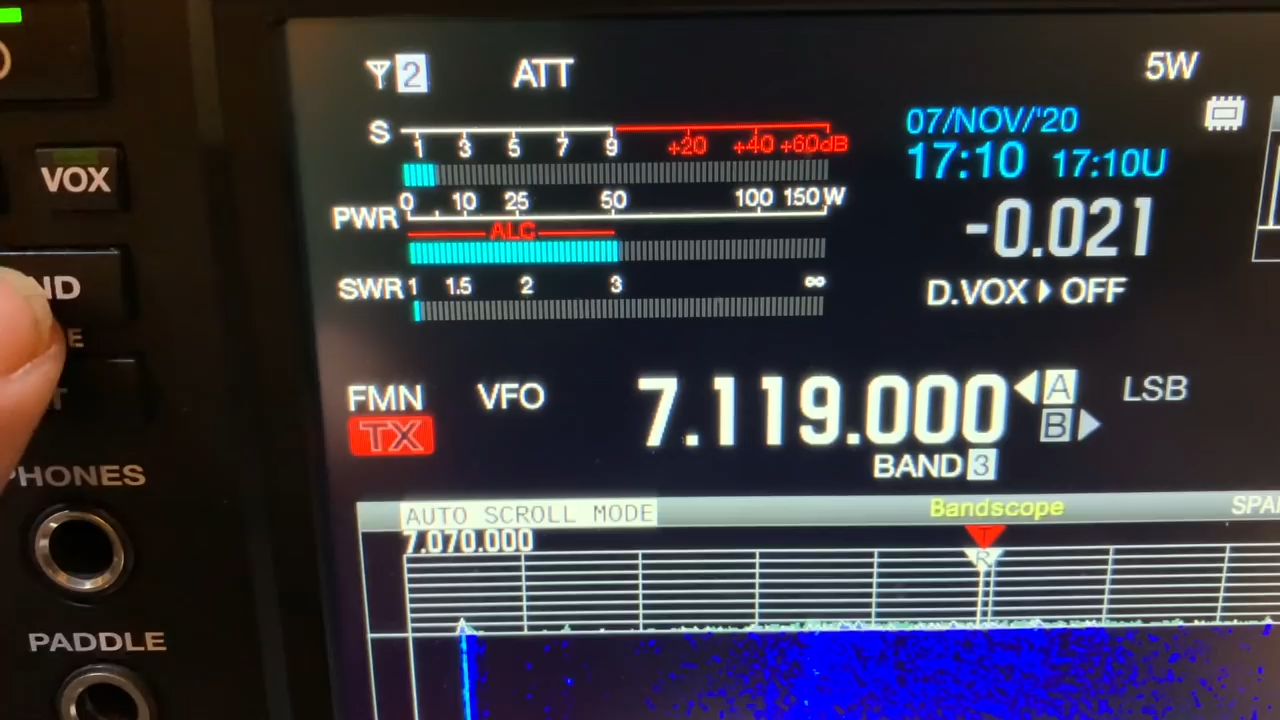 2 ATT 5W
S 1 3 5 7 9 +20 +40 +60dB
07/NOV/'20
17:10 17:10U
VOX
PWR 0 10 25 50 100 150 W
ALC
-0.021
SWR 1 1.5 2 3 ∞
D.VOX OFF
FMN VFO 7.119.000 A LSB
TX B
BAND 3
PHONES
AUTO SCROLL MODE Bandscope
7.070.000
T
R
PADDLE